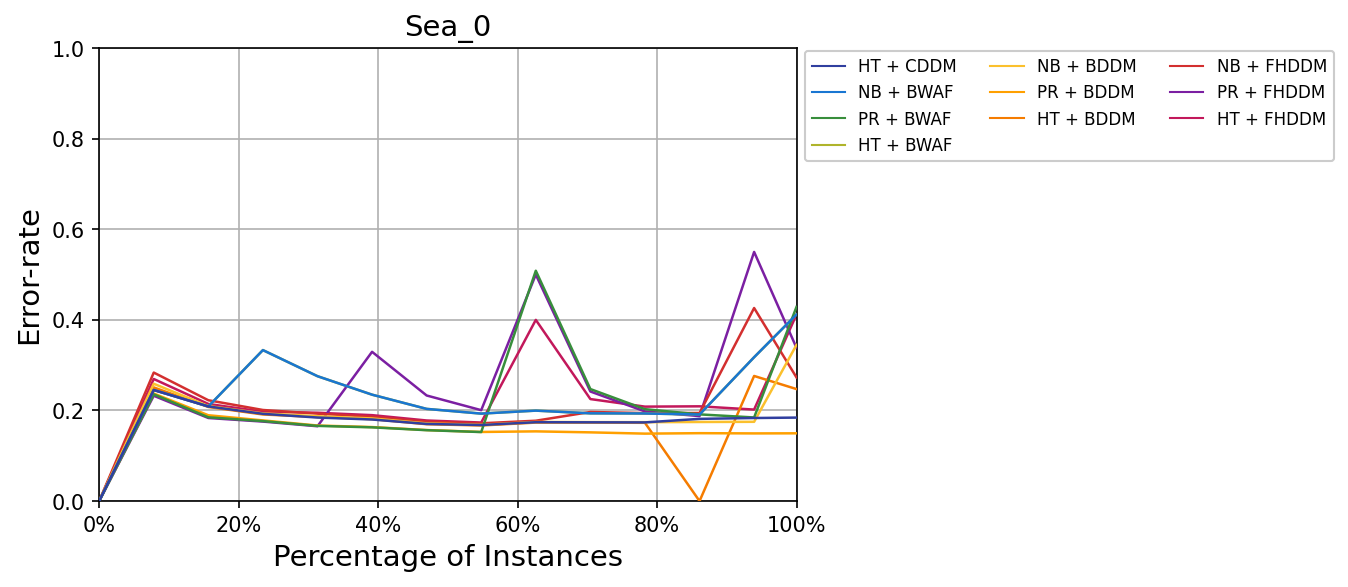 Sea_0
1.0
0.8
0.6
0.4
0.2
0.0
Error-rate
0% 20% 40% 60% 80% 100%
Percentage of Instances
HT + CDDM
NB + BWAF
PR + BWAF
HT + BWAF
NB + BDDM
PR + BDDM
HT + BDDM
NB + FHDDM
PR + FHDDM
HT + FHDDM